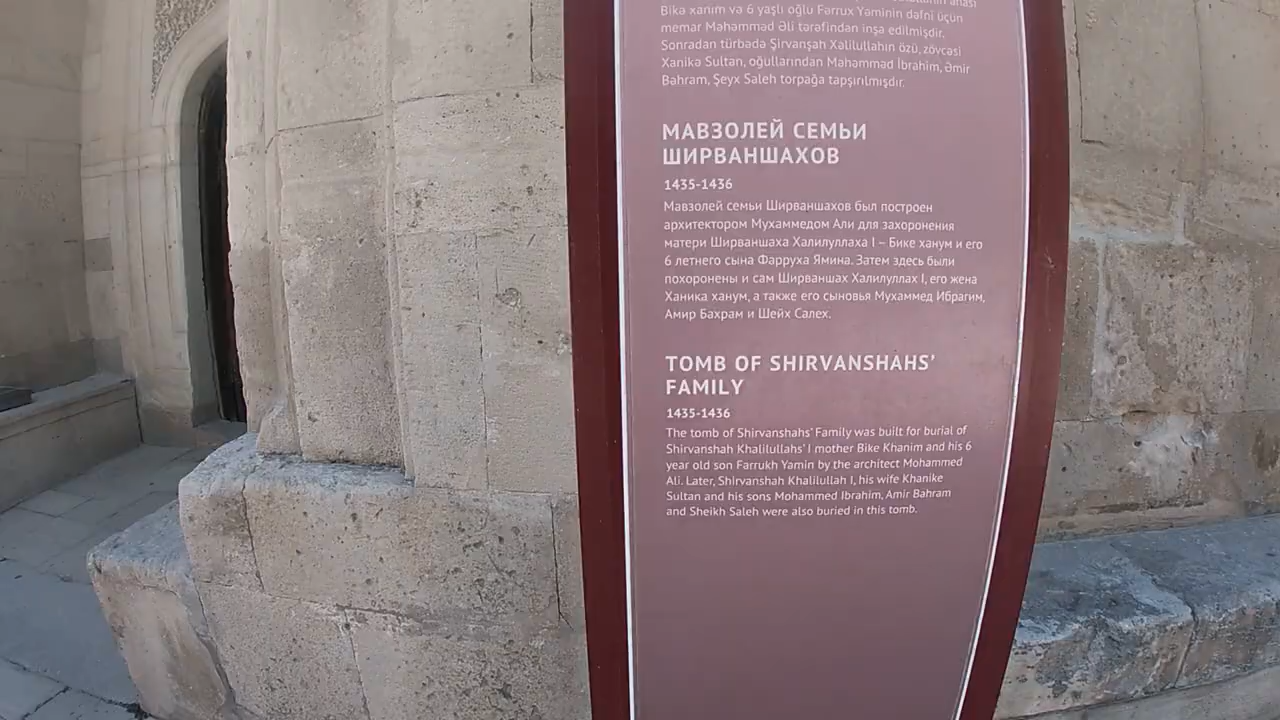 Bikə xanım və 6 yaşlı oğlu Fərrux Yəminin dəfni üçün
memar Məhəmməd Əli tərəfindən inşa edilmişdir.
Sonradan türbədə Şirvanşah Xəlilullahın özü, zövcəsi
Xanikə Sultan, oğullarından Məhəmməd İbrahim, Əmir
Bəhram, Şeyx Saleh torpağa tapşırılmışdır.
МАВЗОЛЕЙ СЕМЬИ
ШИРВАНШАХОВ
1435-1436
Мавзолей семьи Ширваншахов был построен
архитектором Мухаммедом Али для захоронения
матери Ширваншаха Халилуллаха I – Бике ханум и его
6 летнего сына Фарруха Ямина. Затем здесь были
похоронены и сам Ширваншах Халилуллах I, его жена
Ханика ханум, а также его сыновья Мухаммед Ибрагим,
Амир Бахрам и Шейх Салех.
TOMB OF SHIRVANSHAHS'
FAMILY
1435-1436
The tomb of Shirvanshahs' Family was built for burial of
Shirvanshah Khalilullahs' I mother Bike Khanim and his 6
year old son Farrukh Yamin by the architect Mohammed
Ali. Later, Shirvanshah Khalilullah I, his wife Khanike
Sultan and his sons Mohammed Ibrahim, Amir Bahram
and Sheikh Saleh were also buried in this tomb.